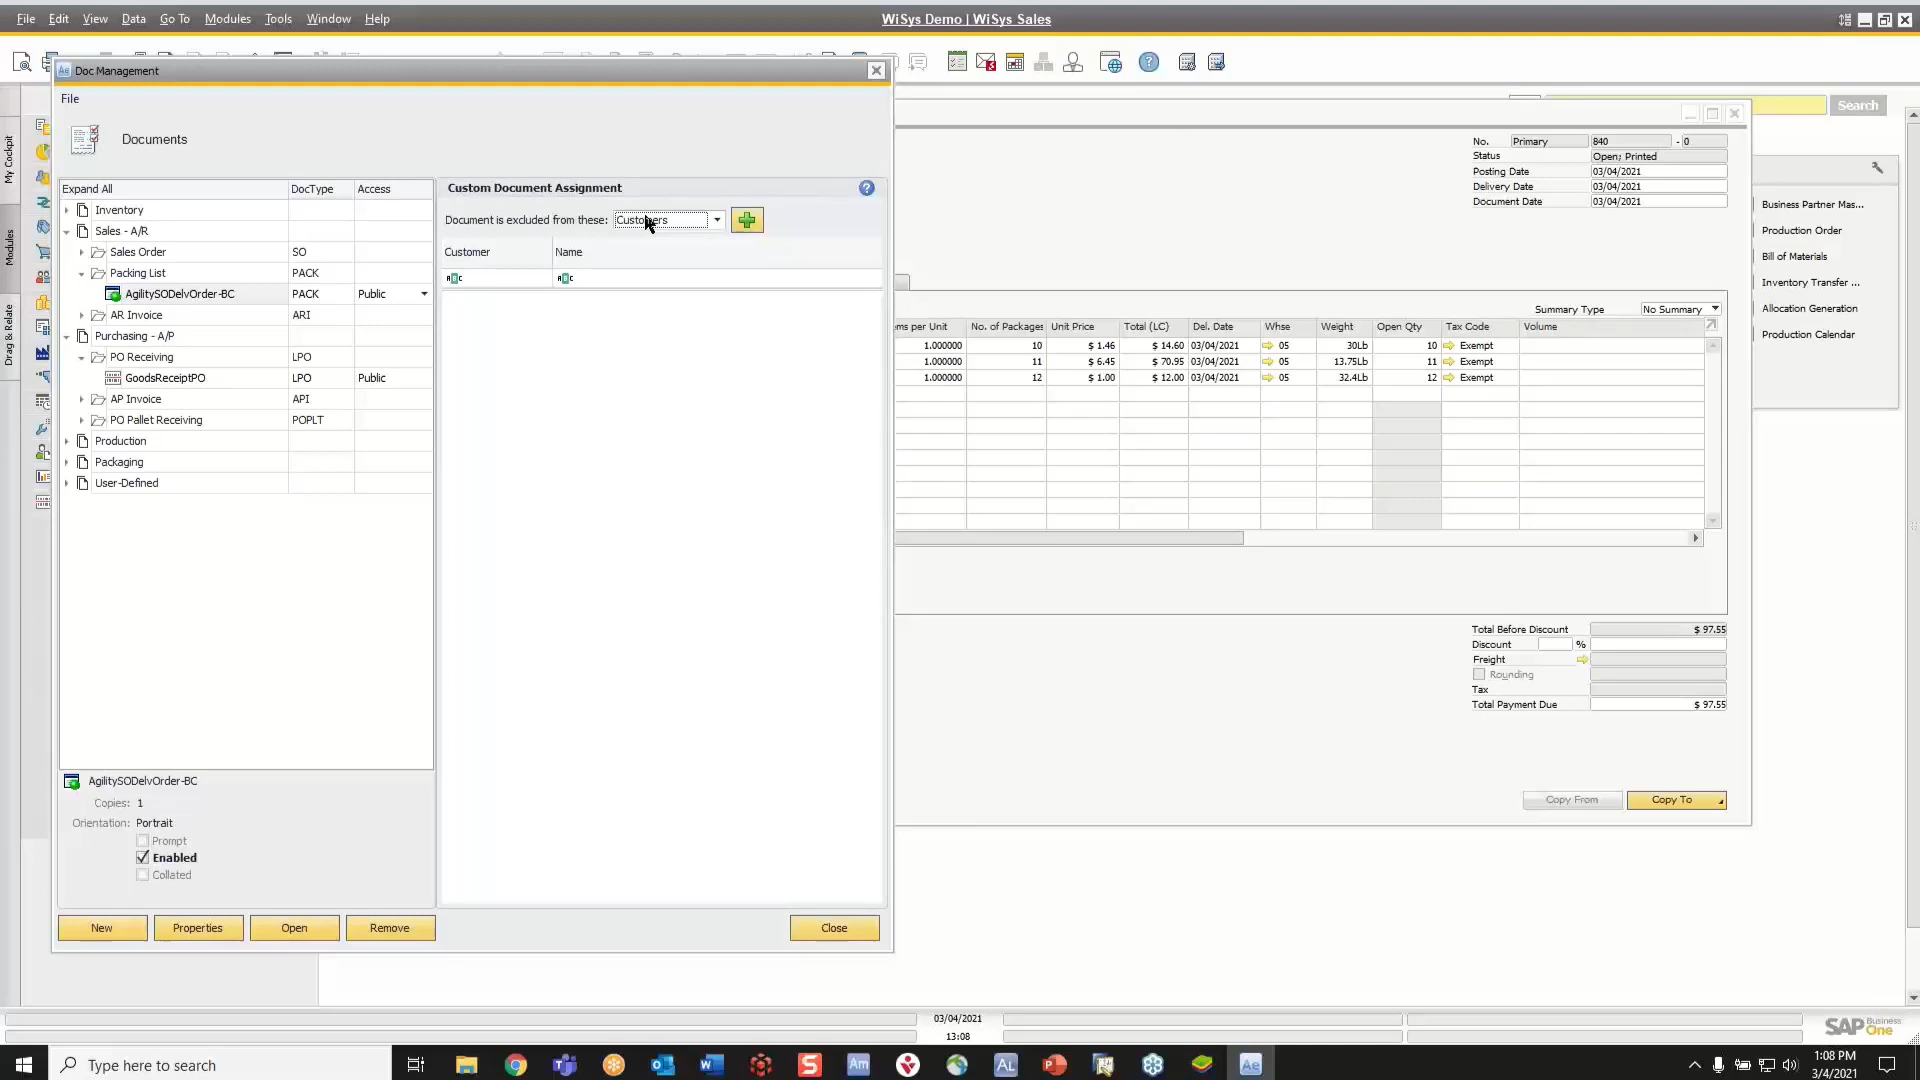 File Edit View Data Go To Modules Tools Window Help
WiSys Demo | WiSys Sales
Doc Management
File
Documents
Search
My Cockpit
Modules
Drag & Relate
Expand All DocType Access
Inventory
Sales - A/R
Sales Order SO
Packing List PACK
AgilitySODelvOrder-BC PACK Public
AR Invoice ARI
Purchasing - A/P
PO Receiving LPO
GoodsReceiptPO LPO Public
AP Invoice API
PO Pallet Receiving POPLT
Production
Packaging
User-Defined
Custom Document Assignment
Document is excluded from these: Customers
Customer Name
AgilitySODelvOrder-BC
Copies: 1
Orientation: Portrait
Prompt
Enabled
Collated
New Properties Open Remove Close
No. Primary 840 - 0
Status Open; Printed
Posting Date 03/04/2021
Delivery Date 03/04/2021
Document Date 03/04/2021
Business Partner Mas...
Production Order
Bill of Materials
Inventory Transfer ...
Allocation Generation
Production Calendar
Summary Type No Summary
per Unit No. of Packages Unit Price Total (LC) Del. Date Whse Weight Open Qty Tax Code Volume
1.000000 10 $ 1.46 $ 14.60 03/04/2021 05 30Lb 10 Exempt
1.000000 11 $ 6.45 $ 70.95 03/04/2021 05 13.75Lb 11 Exempt
1.000000 12 $ 1.00 $ 12.00 03/04/2021 05 32.4Lb 12 Exempt
Total Before Discount $ 97.55
Discount %
Freight
Rounding
Tax
Total Payment Due $ 97.55
Copy From Copy To
03/04/2021
13:08
SAP Business One
Type here to search
1:08 PM
3/4/2021